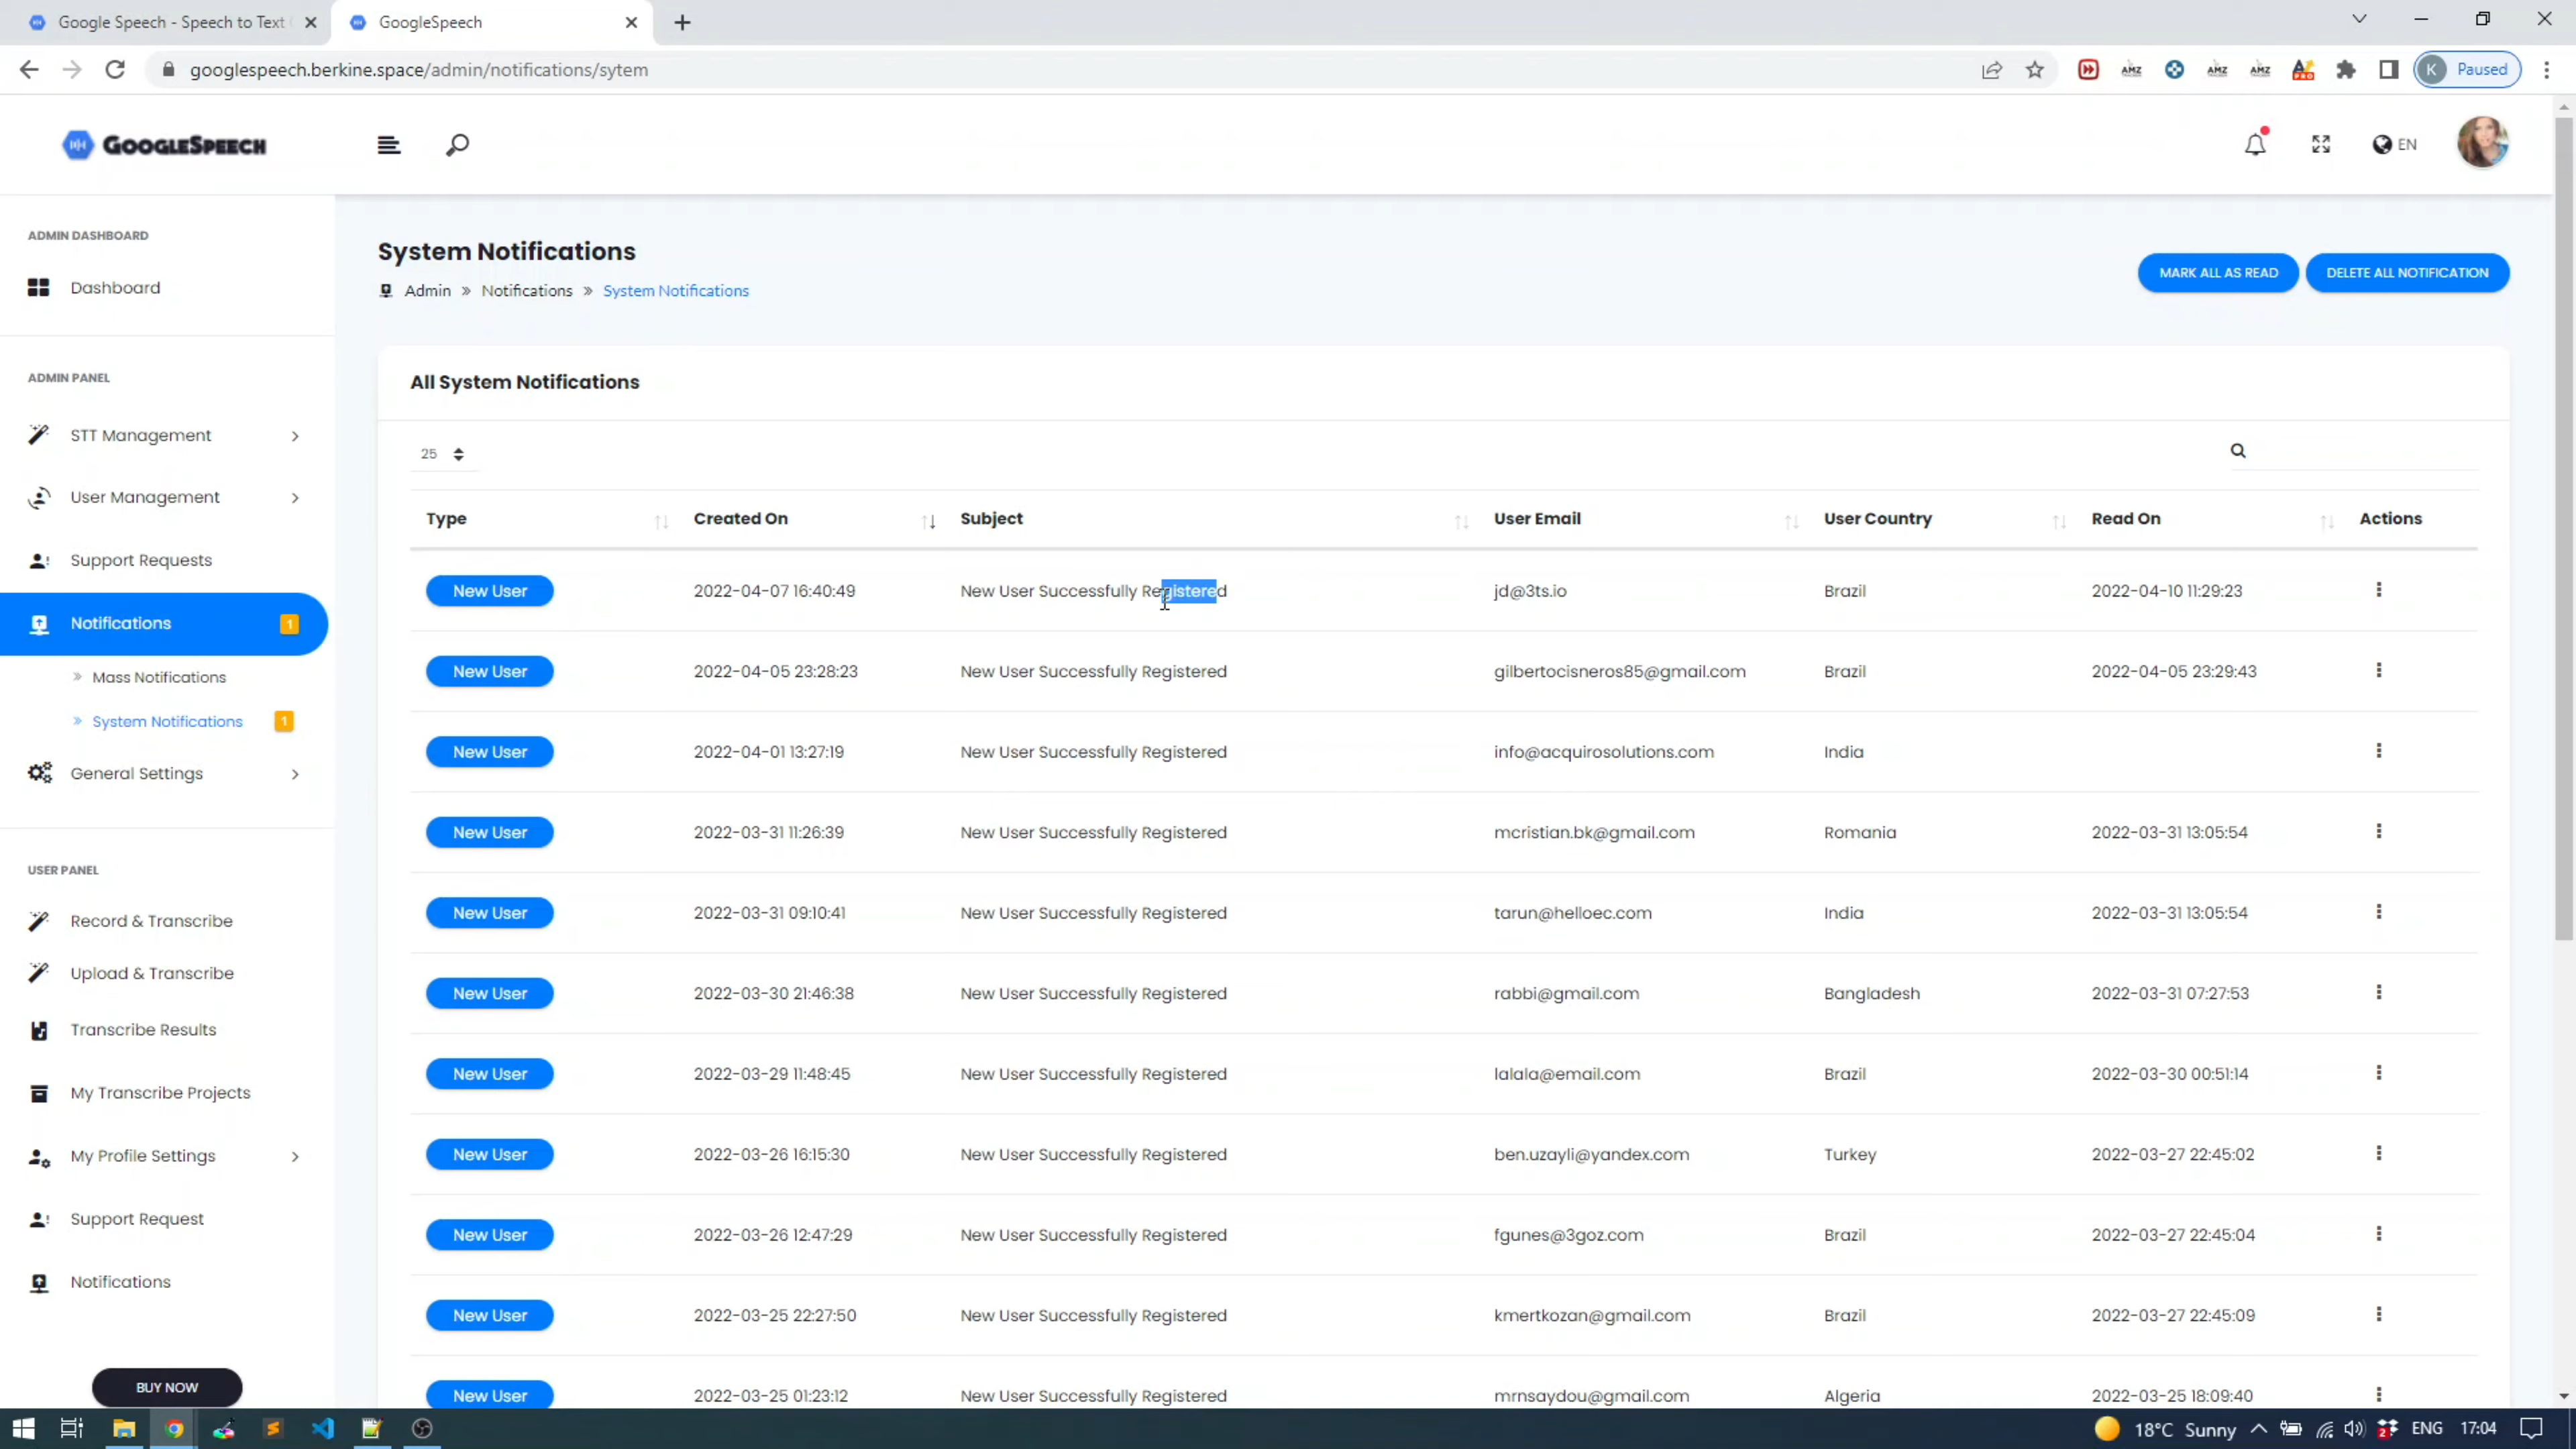 Google Speech - Speech to Text
GoogleSpeech
googlespeech.berkine.space/admin/notifications/sytem
AMZ
AMZ
AMZ
PRO
K Paused
GOOGLESPEECH
EN
ADMIN DASHBOARD
Dashboard
ADMIN PANEL
STT Management
User Management
Support Requests
Notifications 1
Mass Notifications
System Notifications 1
General Settings
USER PANEL
Record & Transcribe
Upload & Transcribe
Transcribe Results
My Transcribe Projects
My Profile Settings
Support Request
Notifications
BUY NOW
System Notifications
Admin » Notifications » System Notifications
MARK ALL AS READ
DELETE ALL NOTIFICATION
All System Notifications
25
Type Created On Subject User Email User Country Read On Actions
New User 2022-04-07 16:40:49 New User Successfully Registered jd@3ts.io Brazil 2022-04-10 11:29:23
New User 2022-04-05 23:28:23 New User Successfully Registered gilbertocisneros85@gmail.com Brazil 2022-04-05 23:29:43
New User 2022-04-01 13:27:19 New User Successfully Registered info@acquirosolutions.com India
New User 2022-03-31 11:26:39 New User Successfully Registered mcristian.bk@gmail.com Romania 2022-03-31 13:05:54
New User 2022-03-31 09:10:41 New User Successfully Registered tarun@helloec.com India 2022-03-31 13:05:54
New User 2022-03-30 21:46:38 New User Successfully Registered rabbi@gmail.com Bangladesh 2022-03-31 07:27:53
New User 2022-03-29 11:48:45 New User Successfully Registered lalala@email.com Brazil 2022-03-30 00:51:14
New User 2022-03-26 16:15:30 New User Successfully Registered ben.uzayli@yandex.com Turkey 2022-03-27 22:45:02
New User 2022-03-26 12:47:29 New User Successfully Registered fgunes@3goz.com Brazil 2022-03-27 22:45:04
New User 2022-03-25 22:27:50 New User Successfully Registered kmertkozan@gmail.com Brazil 2022-03-27 22:45:09
New User 2022-03-25 01:23:12 New User Successfully Registered mrnsaydou@gmail.com Algeria 2022-03-25 18:09:40
18°C Sunny 2 ENG 17:04